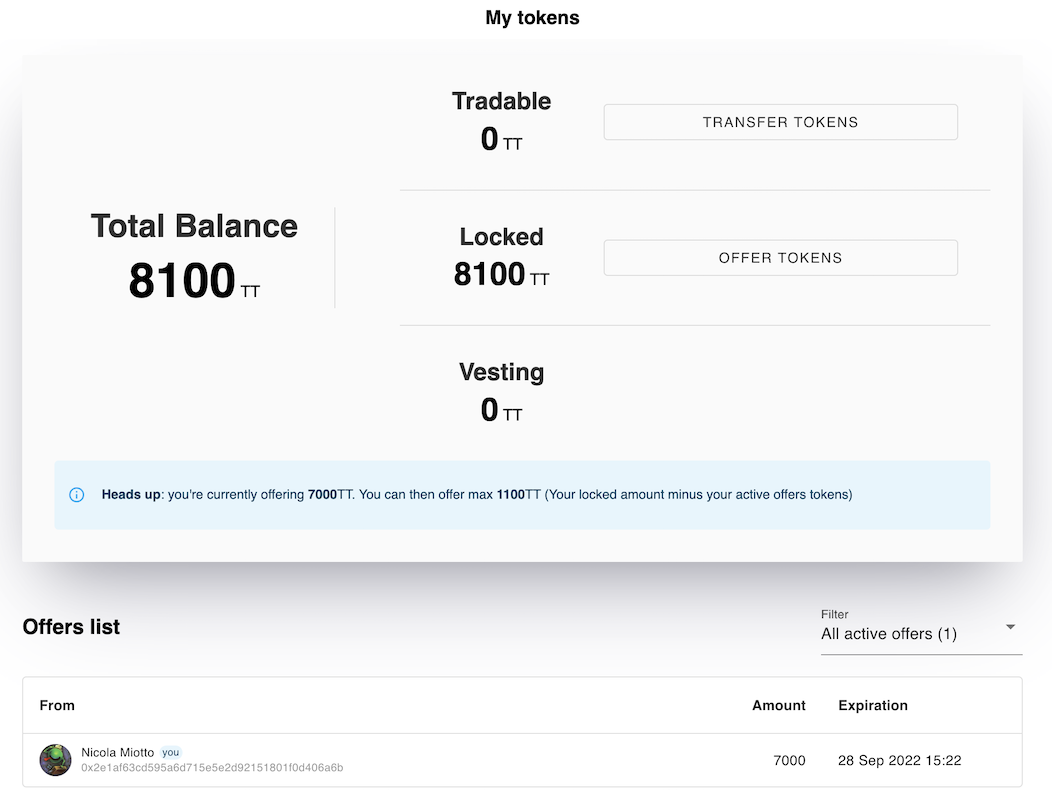 My tokens
Tradable
0 TT
TRANSFER TOKENS
Total Balance
8100 TT
Locked
8100 TT
OFFER TOKENS
Vesting
0 TT
Heads up: you're currently offering 7000TT. You can then offer max 1100TT (Your locked amount minus your active offers tokens)
Offers list
Filter
All active offers (1)
From Amount Expiration
Nicola Miotto you
0x2e1af63cd595a6d715e5e2d92151801f0d406a6b
7000 28 Sep 2022 15:22